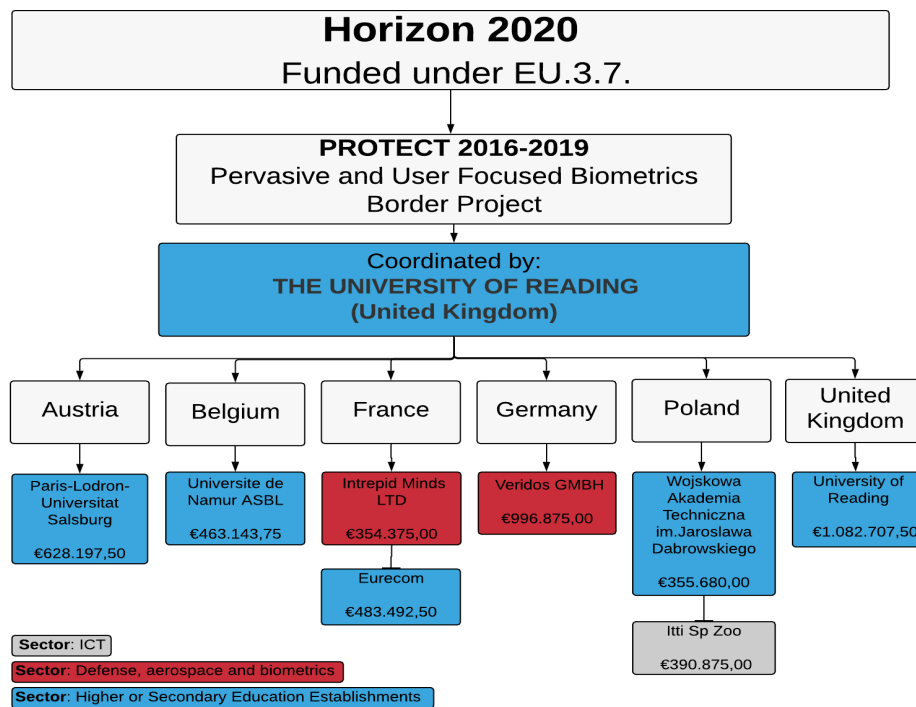 Horizon 2020
Funded under EU.3.7.
PROTECT 2016-2019
Pervasive and User Focused Biometrics
Border Project
Coordinated by:
THE UNIVERSITY OF READING
(United Kingdom)
Austria
Belgium
France
Germany
Poland
United
Kingdom
Paris-Lodron-
Universitat
Salsburg
€628.197,50
Universite de
Namur ASBL
€463.143,75
Intrepid Minds
LTD
€354.375,00
Eurecom
€483.492,50
Veridos GMBH
€996.875,00
Wojskowa
Akademia
Techniczna
im.Jaroslawa
Dabrowskiego
€355.680,00
Itti Sp Zoo
€390.875,00
University of
Reading
€1.082.707,50
Sector: ICT
Sector: Defense, aerospace and biometrics
Sector: Higher or Secondary Education Establishments